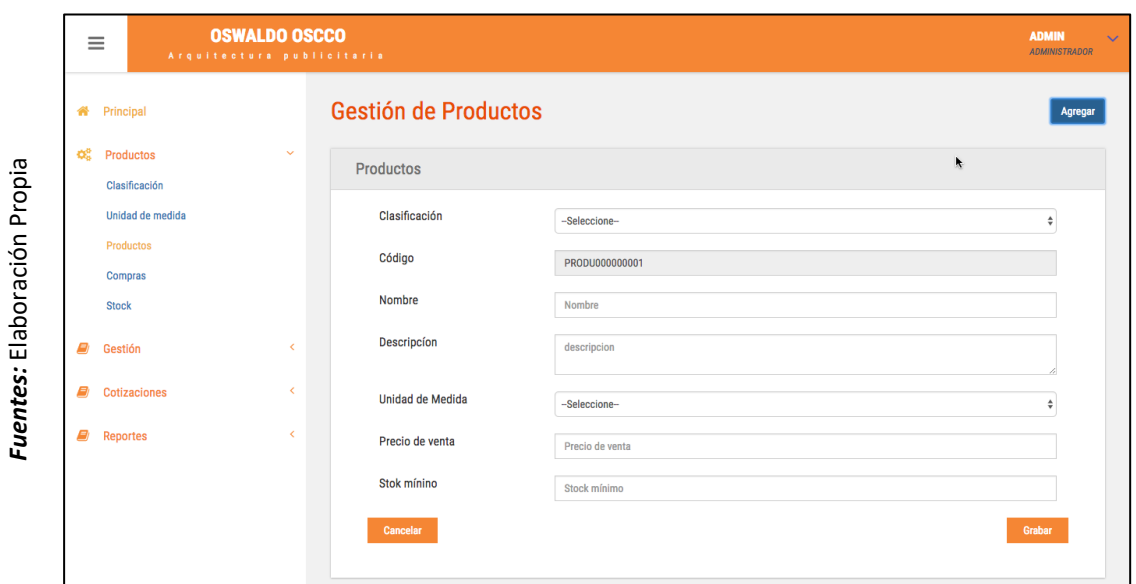 Fuentes: Elaboración Propia
OSWALDO OSCCO
Arquitectura publicitaria
ADMIN
ADMINISTRADOR
Principal
Productos
Clasificación
Unidad de medida
Productos
Compras
Stock
Gestión
Cotizaciones
Reportes
Gestión de Productos
Agregar
Productos
Clasificación
--Seleccione--
Código
PRODU000000001
Nombre
Nombre
Descripcíon
descripcion
Unidad de Medida
--Seleccione--
Precio de venta
Precio de venta
Stok mínino
Stock mínimo
Cancelar
Grabar